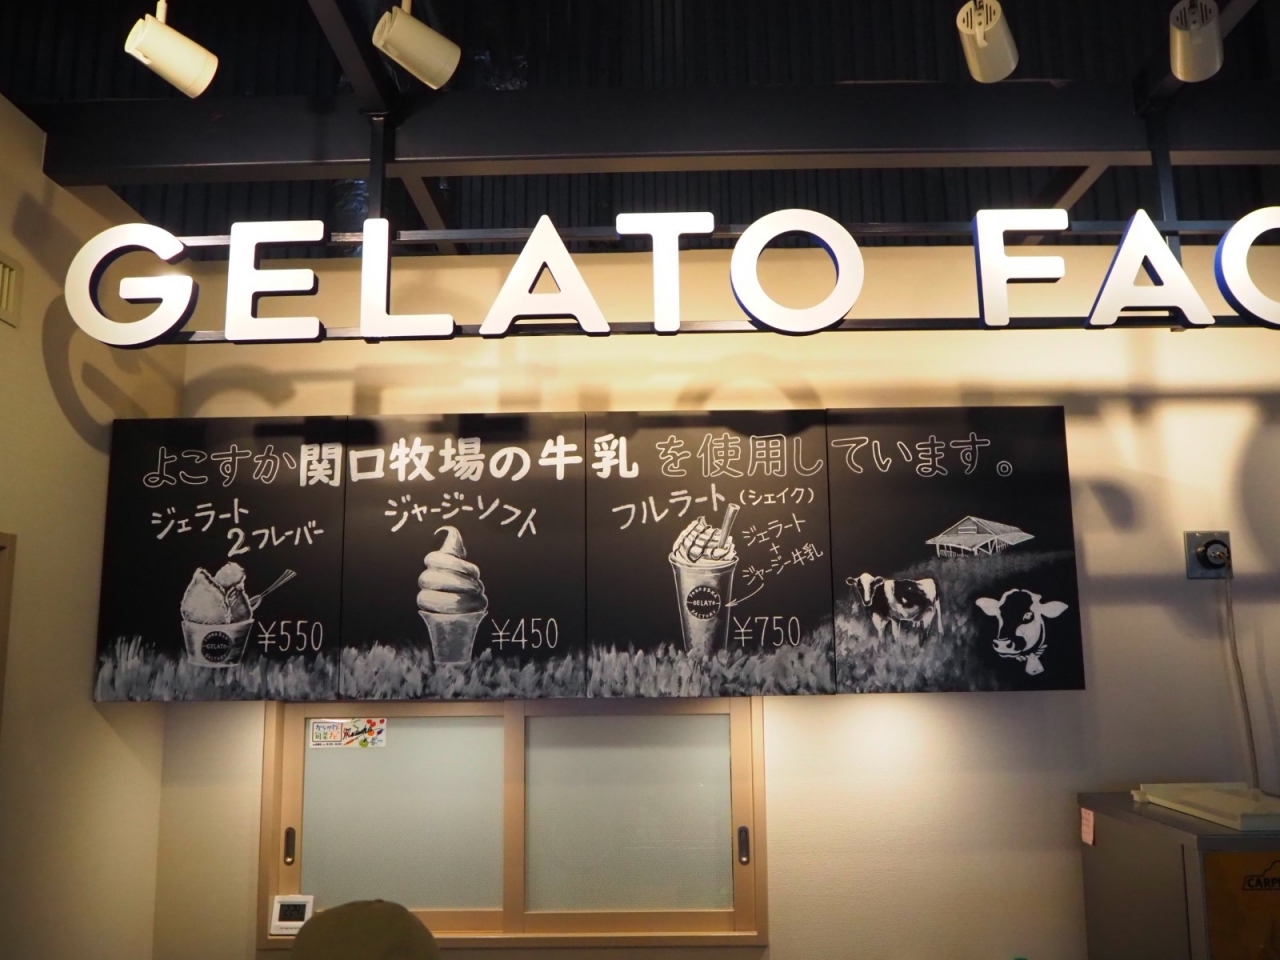 GELATO FAC
よこすか関口牧場の牛乳を使用しています。
ジェラート
2フレーバー
¥550
ジャージーソフト
¥450
フルラート(シェイク)
ジェラート
+
ジャージー牛乳
¥750
GELATO
GELATO
FACTORY
CARP